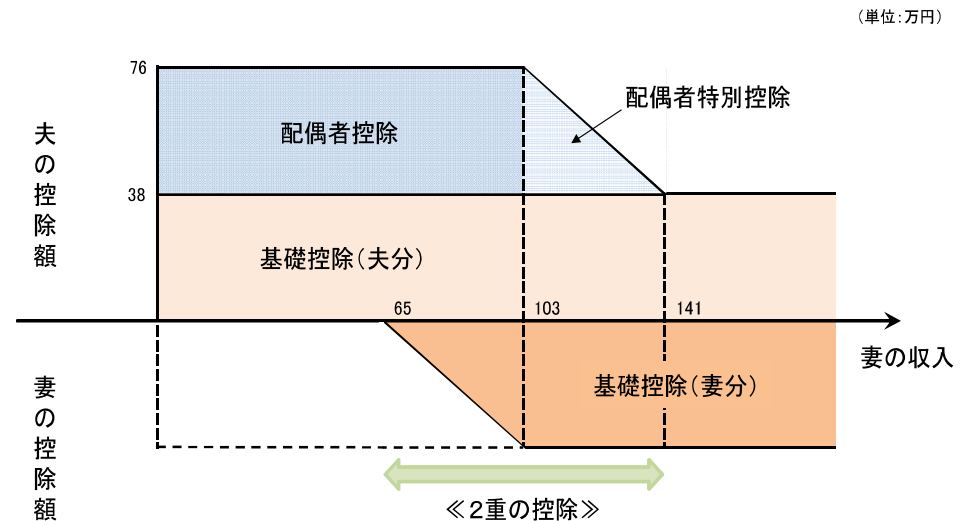 （単位：万円）
76
配偶者特別控除
配偶者控除
夫の控除額
38
基礎控除（夫分）
65
103
141
妻の収入
基礎控除（妻分）
妻の控除額
≪２重の控除≫